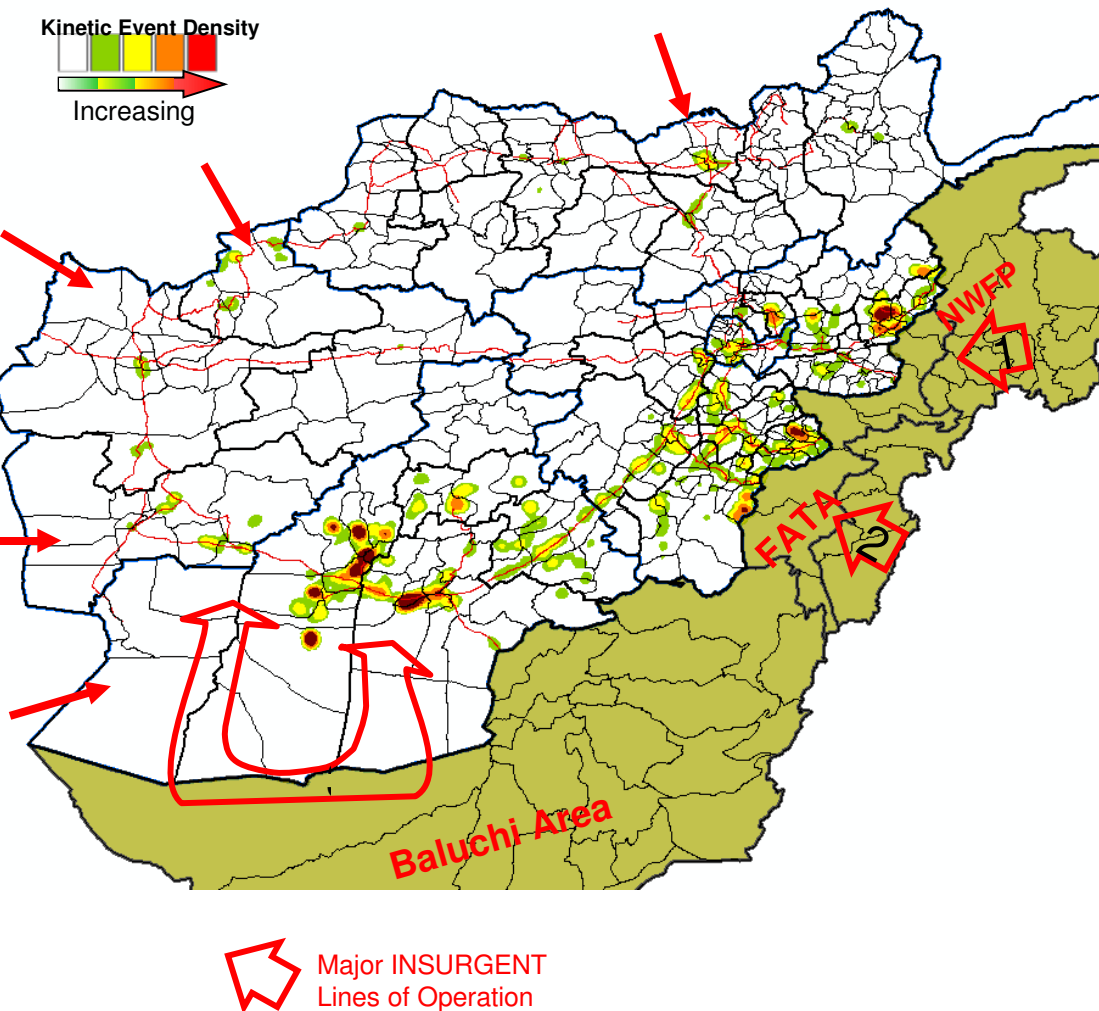 Kinetic Event Density
Increasing
NWFP
1
FATA
2
Baluchi Area
Major INSURGENT
Lines of Operation